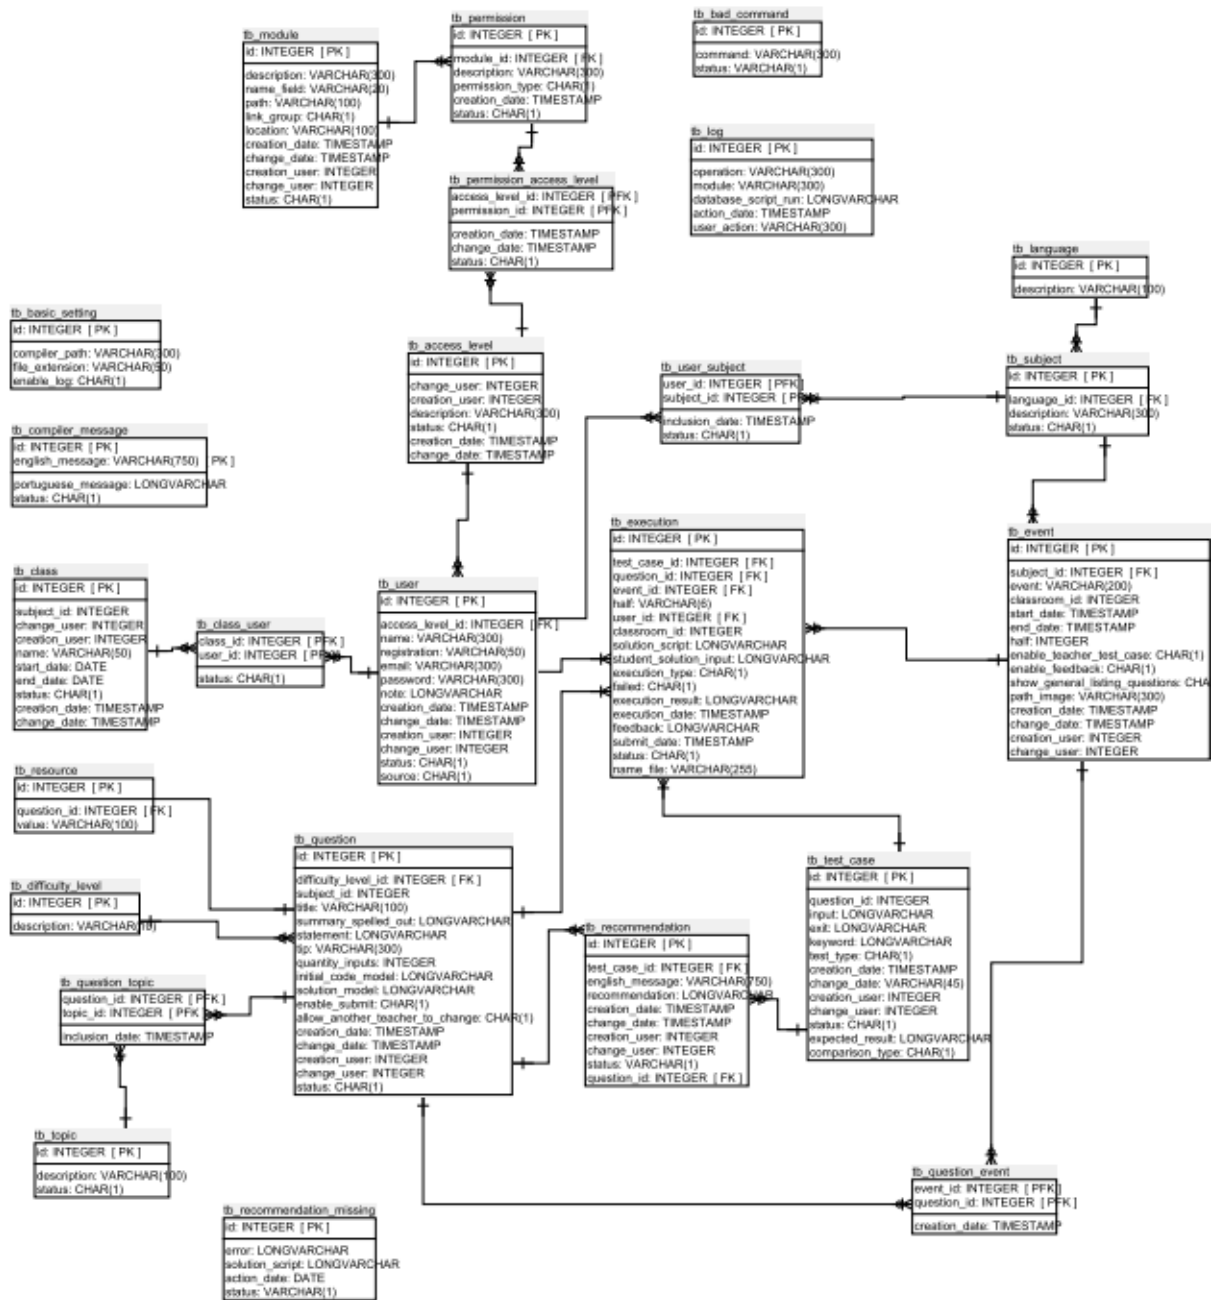 tb_module
id: INTEGER [ PK ]
description: VARCHAR(300)
name_field: VARCHAR(20)
path: VARCHAR(100)
link_group: CHAR(1)
location: VARCHAR(100)
creation_date: TIMESTAMP
change_date: TIMESTAMP
creation_user: INTEGER
change_user: INTEGER
status: CHAR(1)
tb_permission
id: INTEGER [ PK ]
module_id: INTEGER [ FK ]
description: VARCHAR(300)
permission_type: CHAR(1)
creation_date: TIMESTAMP
status: CHAR(1)
tb_bad_command
id: INTEGER [ PK ]
command: VARCHAR(300)
status: VARCHAR(1)
tb_log
id: INTEGER [ PK ]
operation: VARCHAR(300)
module: VARCHAR(300)
database_script_run: LONGVARCHAR
action_date: TIMESTAMP
user_action: VARCHAR(300)
tb_permission_access_level
access_level_id: INTEGER [ PFK ]
permission_id: INTEGER [ PFK ]
creation_date: TIMESTAMP
change_date: TIMESTAMP
status: CHAR(1)
tb_language
id: INTEGER [ PK ]
description: VARCHAR(100)
tb_basic_setting
id: INTEGER [ PK ]
compiler_path: VARCHAR(300)
file_extension: VARCHAR(50)
enable_log: CHAR(1)
tb_access_level
id: INTEGER [ PK ]
change_user: INTEGER
creation_user: INTEGER
description: VARCHAR(300)
status: CHAR(1)
creation_date: TIMESTAMP
change_date: TIMESTAMP
tb_user_subject
user_id: INTEGER [ PFK ]
subject_id: INTEGER [ P
inclusion_date: TIMESTAMP
status: CHAR(1)
tb_subject
id: INTEGER [ PK ]
language_id: INTEGER [ FK ]
description: VARCHAR(300)
status: CHAR(1)
tb_compiler_message
id: INTEGER [ PK ]
english_message: VARCHAR(750) [ PK ]
portuguese_message: LONGVARCHAR
status: CHAR(1)
tb_class
id: INTEGER [ PK ]
subject_id: INTEGER
change_user: INTEGER
creation_user: INTEGER
name: VARCHAR(50)
start_date: DATE
end_date: DATE
status: CHAR(1)
creation_date: TIMESTAMP
change_date: TIMESTAMP
tb_class_user
class_id: INTEGER [ PFK ]
user_id: INTEGER [ PFK ]
status: CHAR(1)
tb_user
id: INTEGER [ PK ]
access_level_id: INTEGER [ FK ]
name: VARCHAR(300)
registration: VARCHAR(50)
email: VARCHAR(300)
password: VARCHAR(300)
note: LONGVARCHAR
creation_date: TIMESTAMP
change_date: TIMESTAMP
creation_user: INTEGER
change_user: INTEGER
status: CHAR(1)
source: CHAR(1)
tb_execution
id: INTEGER [ PK ]
test_case_id: INTEGER [ FK ]
question_id: INTEGER [ FK ]
event_id: INTEGER [ FK ]
half: VARCHAR(6)
user_id: INTEGER [ FK ]
classroom_id: INTEGER
solution_script: LONGVARCHAR
student_solution_input: LONGVARCHAR
execution_type: CHAR(1)
failed: CHAR(1)
execution_result: LONGVARCHAR
execution_date: TIMESTAMP
feedback: LONGVARCHAR
submit_date: TIMESTAMP
status: CHAR(1)
name_file: VARCHAR(255)
tb_event
id: INTEGER [ PK ]
subject_id: INTEGER [ FK ]
event: VARCHAR(200)
classroom_id: INTEGER
start_date: TIMESTAMP
end_date: TIMESTAMP
half: INTEGER
enable_teacher_test_case: CHAR(1)
enable_feedback: CHAR(1)
show_general_listing_questions: CHA
path_image: VARCHAR(300)
creation_date: TIMESTAMP
change_date: TIMESTAMP
creation_user: INTEGER
change_user: INTEGER
tb_resource
id: INTEGER [ PK ]
question_id: INTEGER [ FK ]
value: VARCHAR(100)
tb_difficulty_level
id: INTEGER [ PK ]
description: VARCHAR(10)
tb_question
id: INTEGER [ PK ]
difficulty_level_id: INTEGER [ FK ]
subject_id: INTEGER
title: VARCHAR(100)
summary_spelled_out: LONGVARCHAR
statement: LONGVARCHAR
tip: VARCHAR(300)
quantity_inputs: INTEGER
initial_code_model: LONGVARCHAR
solution_model: LONGVARCHAR
enable_submit: CHAR(1)
allow_another_teacher_to_change: CHAR(1)
creation_date: TIMESTAMP
change_date: TIMESTAMP
creation_user: INTEGER
change_user: INTEGER
status: CHAR(1)
tb_recommendation
id: INTEGER [ PK ]
test_case_id: INTEGER [ FK ]
english_message: VARCHAR(750)
recommendation: LONGVARCHAR
creation_date: TIMESTAMP
change_date: TIMESTAMP
creation_user: INTEGER
change_user: INTEGER
status: VARCHAR(1)
question_id: INTEGER [ FK ]
tb_test_case
id: INTEGER [ PK ]
question_id: INTEGER
input: LONGVARCHAR
exit: LONGVARCHAR
keyword: LONGVARCHAR
test_type: CHAR(1)
creation_date: TIMESTAMP
change_date: VARCHAR(45)
creation_user: INTEGER
change_user: INTEGER
status: CHAR(1)
expected_result: LONGVARCHAR
comparison_type: CHAR(1)
tb_question_topic
question_id: INTEGER [ PFK ]
topic_id: INTEGER [ PFK
inclusion_date: TIMESTAMP
tb_topic
id: INTEGER [ PK ]
description: VARCHAR(100)
status: CHAR(1)
tb_question_event
event_id: INTEGER [ PFK ]
question_id: INTEGER [ PFK ]
creation_date: TIMESTAMP
tb_recommendation_missing
id: INTEGER [ PK ]
error: LONGVARCHAR
solution_script: LONGVARCHAR
action_date: DATE
status: VARCHAR(1)